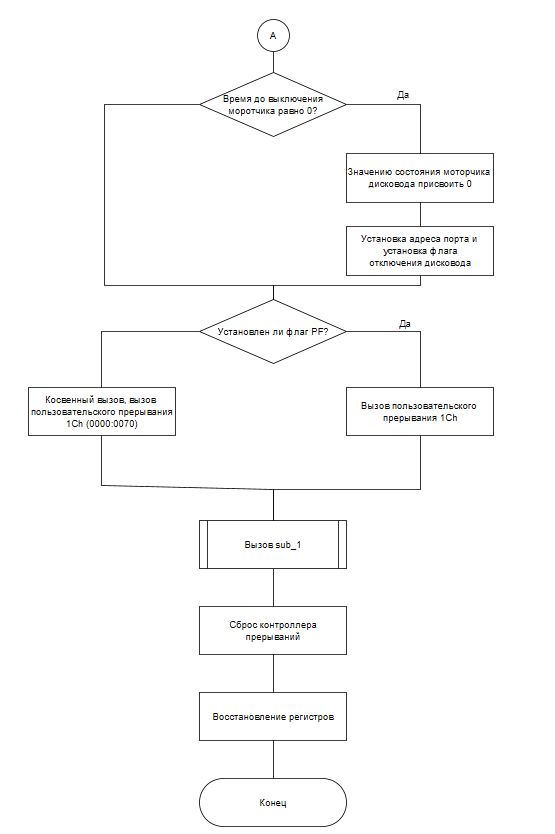 А
Время до выключения
моротчика равно 0?
Да
Значению состояния моторчика
дисковода присвоить 0
Установка адреса порта и
установка флага
отключения дисковода
Установлен ли флаг PF?
Да
Косвенный вызов, вызов
пользовательского прерывания
1Ch (0000:0070)
Вызов пользовательского
прерывания 1Ch
Вызов sub_1
Сброс контроллера
прерываний
Восстановление регистров
Конец